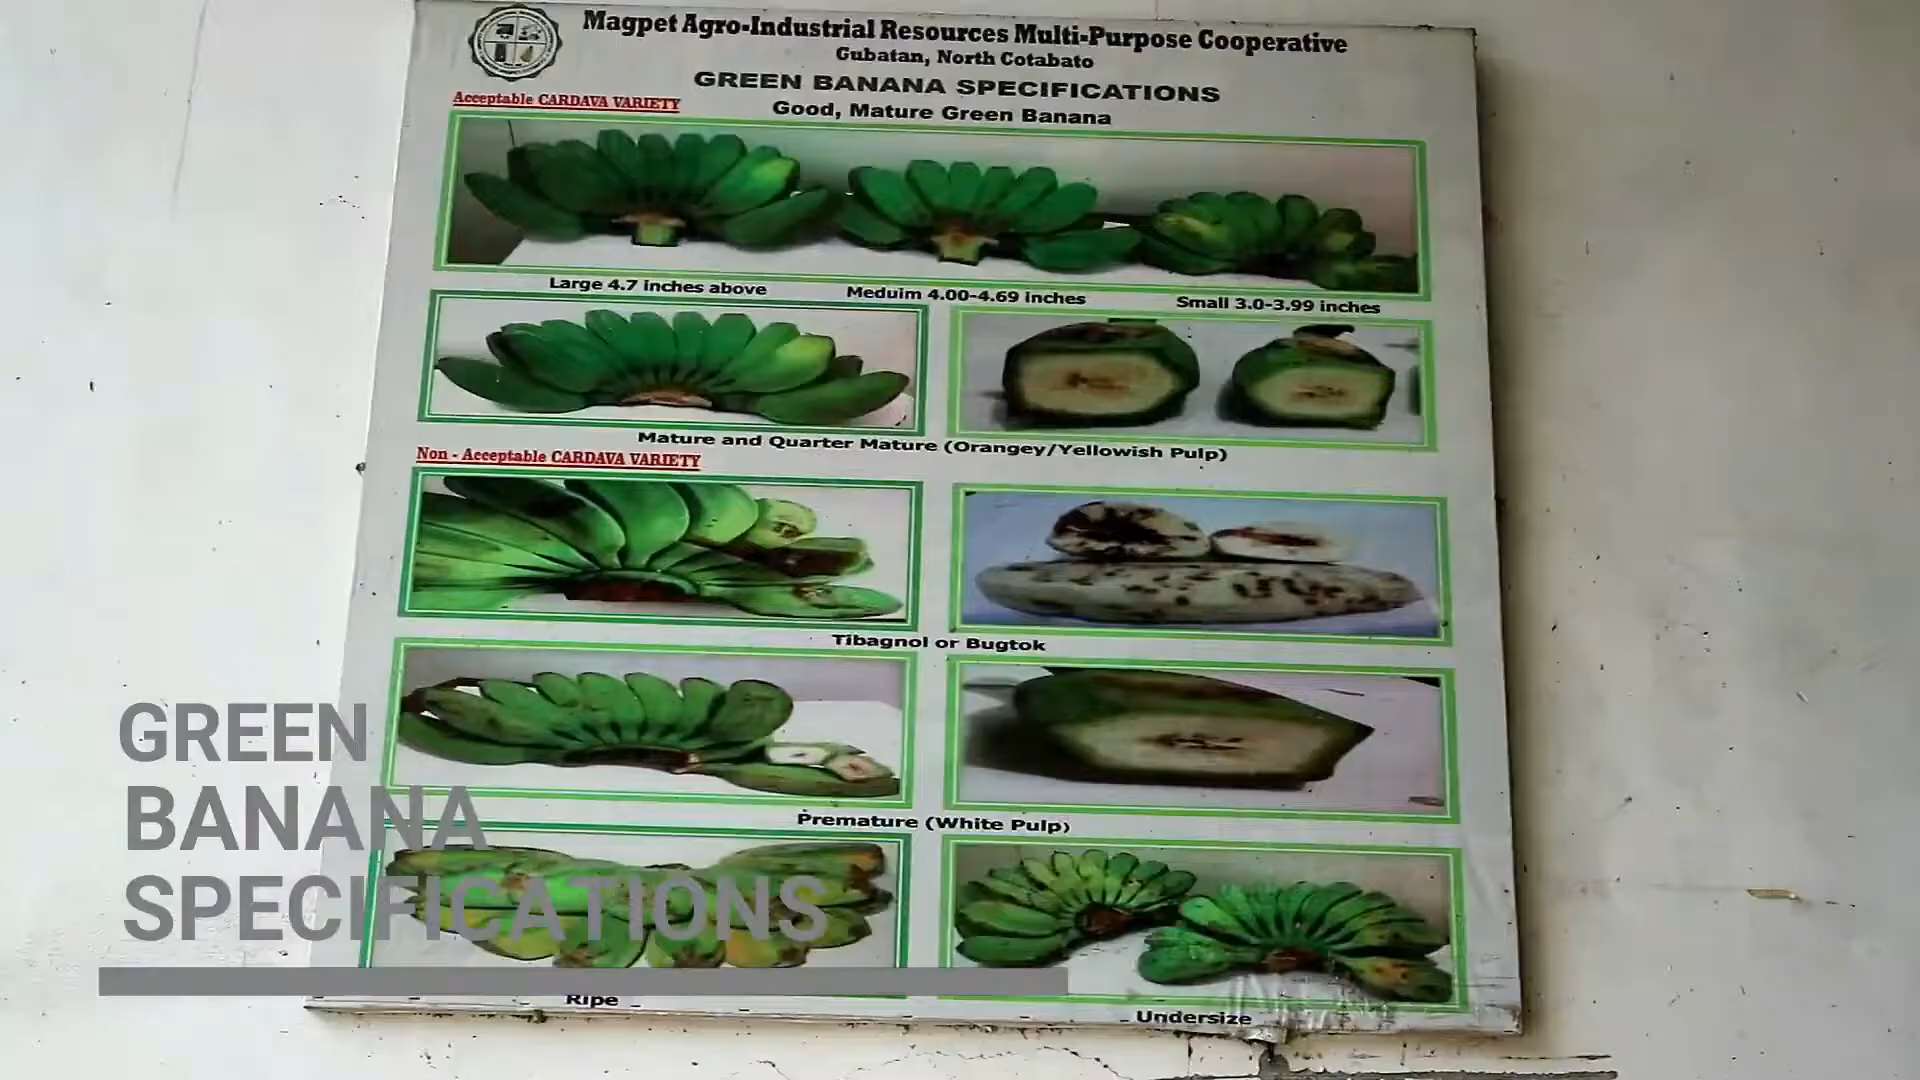 Magpet Agro-Industrial Resources Multi-Purpose Cooperative
Gubatan, North Cotabato
GREEN BANANA SPECIFICATIONS
Acceptable CARDAVA VARIETY
Good, Mature Green Banana
Large 4.7 inches above
Meduim 4.00-4.69 inches
Small 3.0-3.99 inches
Mature and Quarter Mature (Orangey/Yellowish Pulp)
Non - Acceptable CARDAVA VARIETY
Tibagnol or Bugtok
Premature (White Pulp)
Ripe
Undersize
GREEN
BANANA
SPECIFICATIONS